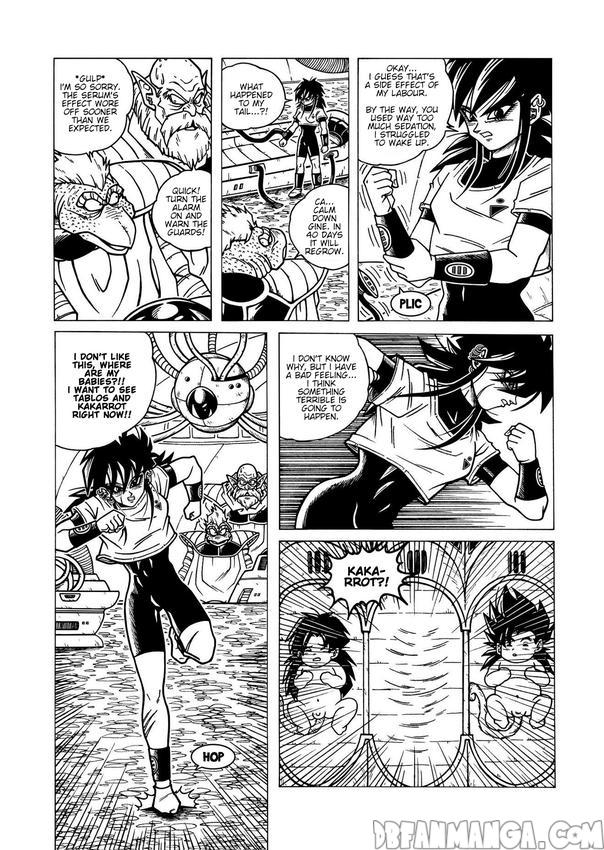 *GULP*
I'M SO SORRY.
THE SERUM'S
EFFECT WORE
OFF SOONER
THAN WE
EXPECTED.
QUICK!
TURN THE
ALARM
ON AND
WARN THE
GUARDS!
WHAT
HAPPENED
TO MY
TAIL...?!
CA...
CALM
DOWN
GINE. IN
40 DAYS
IT WILL
REGROW.
OKAY...
I GUESS THAT'S
A SIDE EFFECT OF
MY LABOUR.
BY THE WAY, YOU
USED WAY TOO
MUCH SEDATION,
I STRUGGLED
TO WAKE UP.
PLIC
I DON'T LIKE
THIS, WHERE
ARE MY
BABIES?!!
I WANT TO SEE
TABLOS AND
KAKARROT
RIGHT NOW!!
HOP
I DON'T KNOW
WHY, BUT I HAVE
A BAD FEELING...
I THINK
SOMETHING
TERRIBLE IS
GOING TO
HAPPEN.
KAKA-
RROT?!
DBFANMANGA.COM